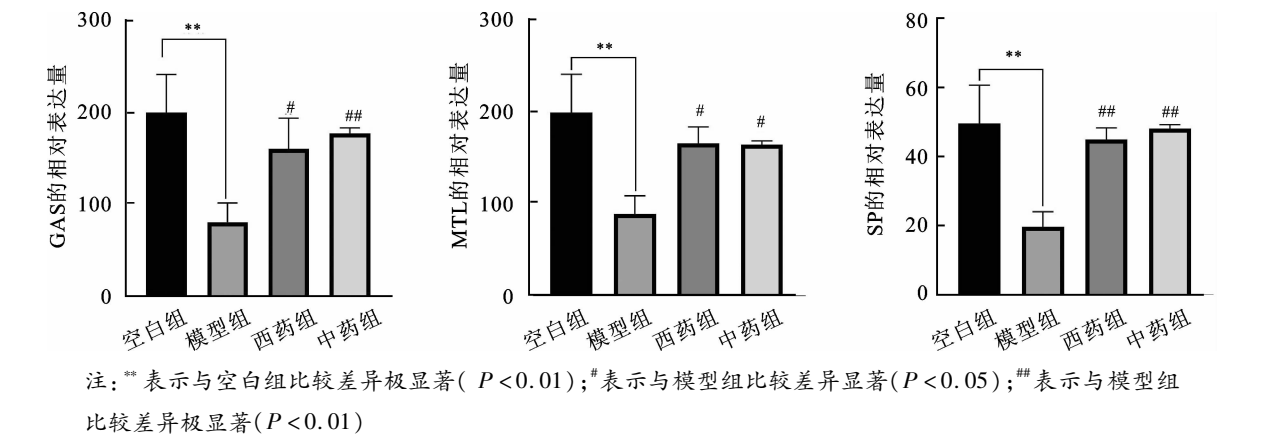 GAS的相对表达量
300
200
100
0
**
#
##
空白组
模型组
西药组
中药组
MTL的相对表达量
300
200
100
0
**
#
#
空白组
模型组
西药组
中药组
SP的相对表达量
80
60
40
20
0
**
##
##
空白组
模型组
西药组
中药组
注:** 表示与空白组比较差异极显著( P<0.01);#表示与模型组比较差异显著(P<0.05);##表示与模型组
比较差异极显著(P<0.01)